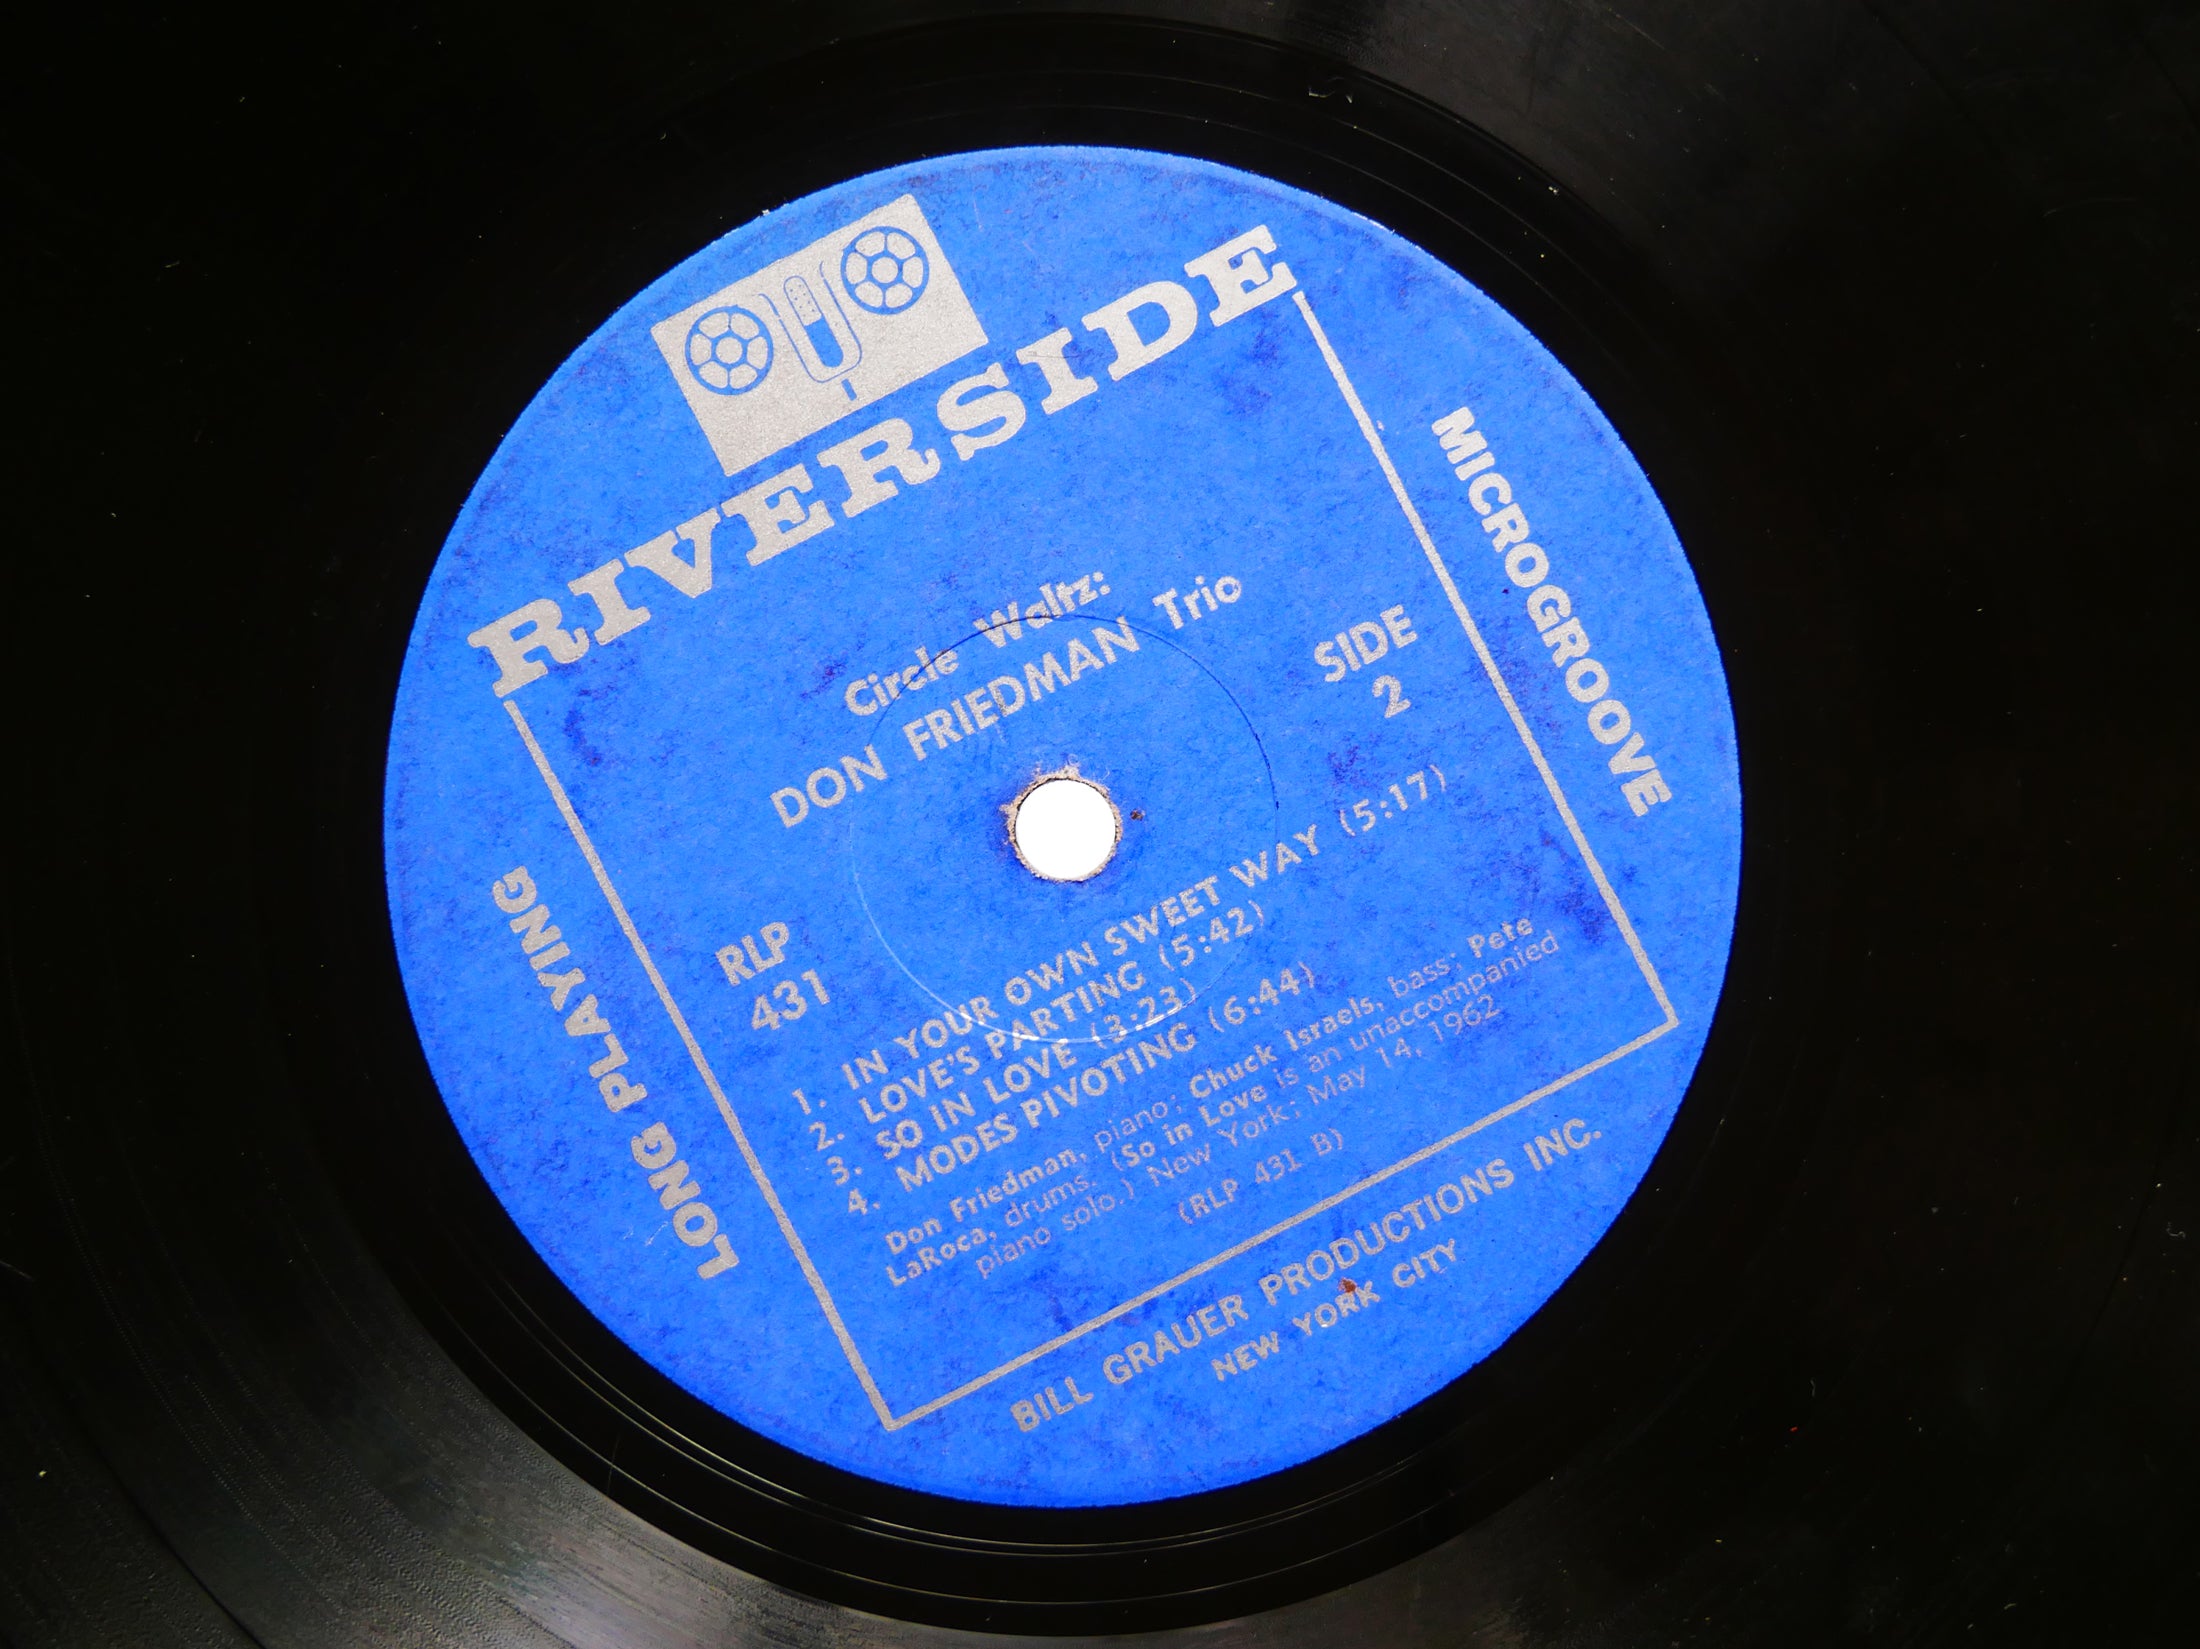 RIVERSIDE
Circle Waltz:
DON FRIEDMAN Trio
SIDE
2
RLP
431
1. IN YOUR OWN SWEET WAY (5:17)
2. LOVE'S PARTING (5:42)
3. SO IN LOVE (3:23)
4. MODES PIVOTING (6:44)
Don Friedman, piano; Chuck Israels, bass; Pete
LaRoca, drums. (So in Love is an unaccompanied
piano solo.) New York; May 14, 1962
(RLP 431 B)
LONG PLAYING
MICROGROOVE
BILL GRAUER PRODUCTIONS INC.
NEW YORK CITY